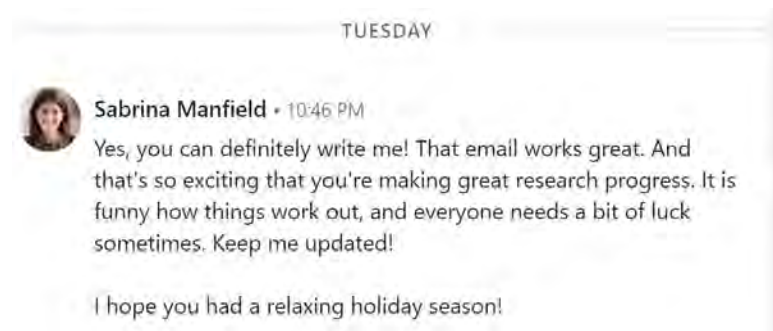 TUESDAY
Sabrina Manfield • 10:46 PM
Yes, you can definitely write me! That email works great. And
that's so exciting that you're making great research progress. It is
funny how things work out, and everyone needs a bit of luck
sometimes. Keep me updated!
I hope you had a relaxing holiday season!